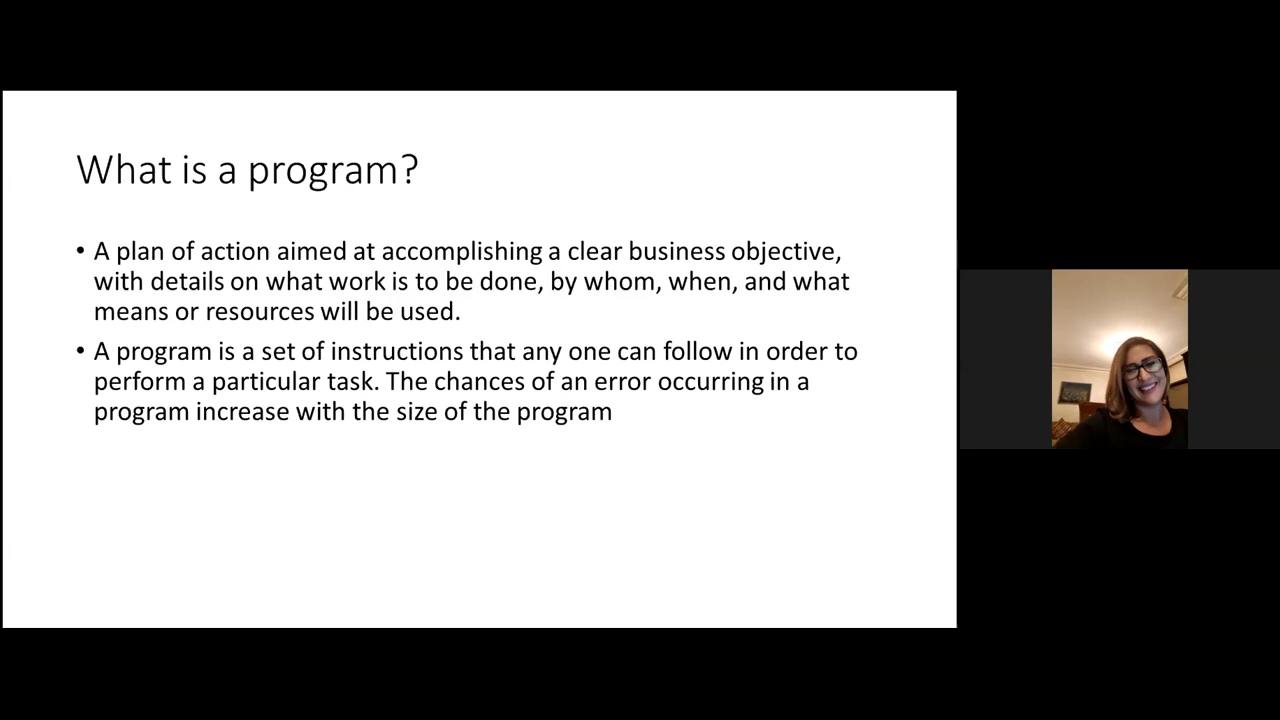 What is a program?
• A plan of action aimed at accomplishing a clear business objective,
with details on what work is to be done, by whom, when, and what
means or resources will be used.
• A program is a set of instructions that any one can follow in order to
perform a particular task. The chances of an error occurring in a
program increase with the size of the program